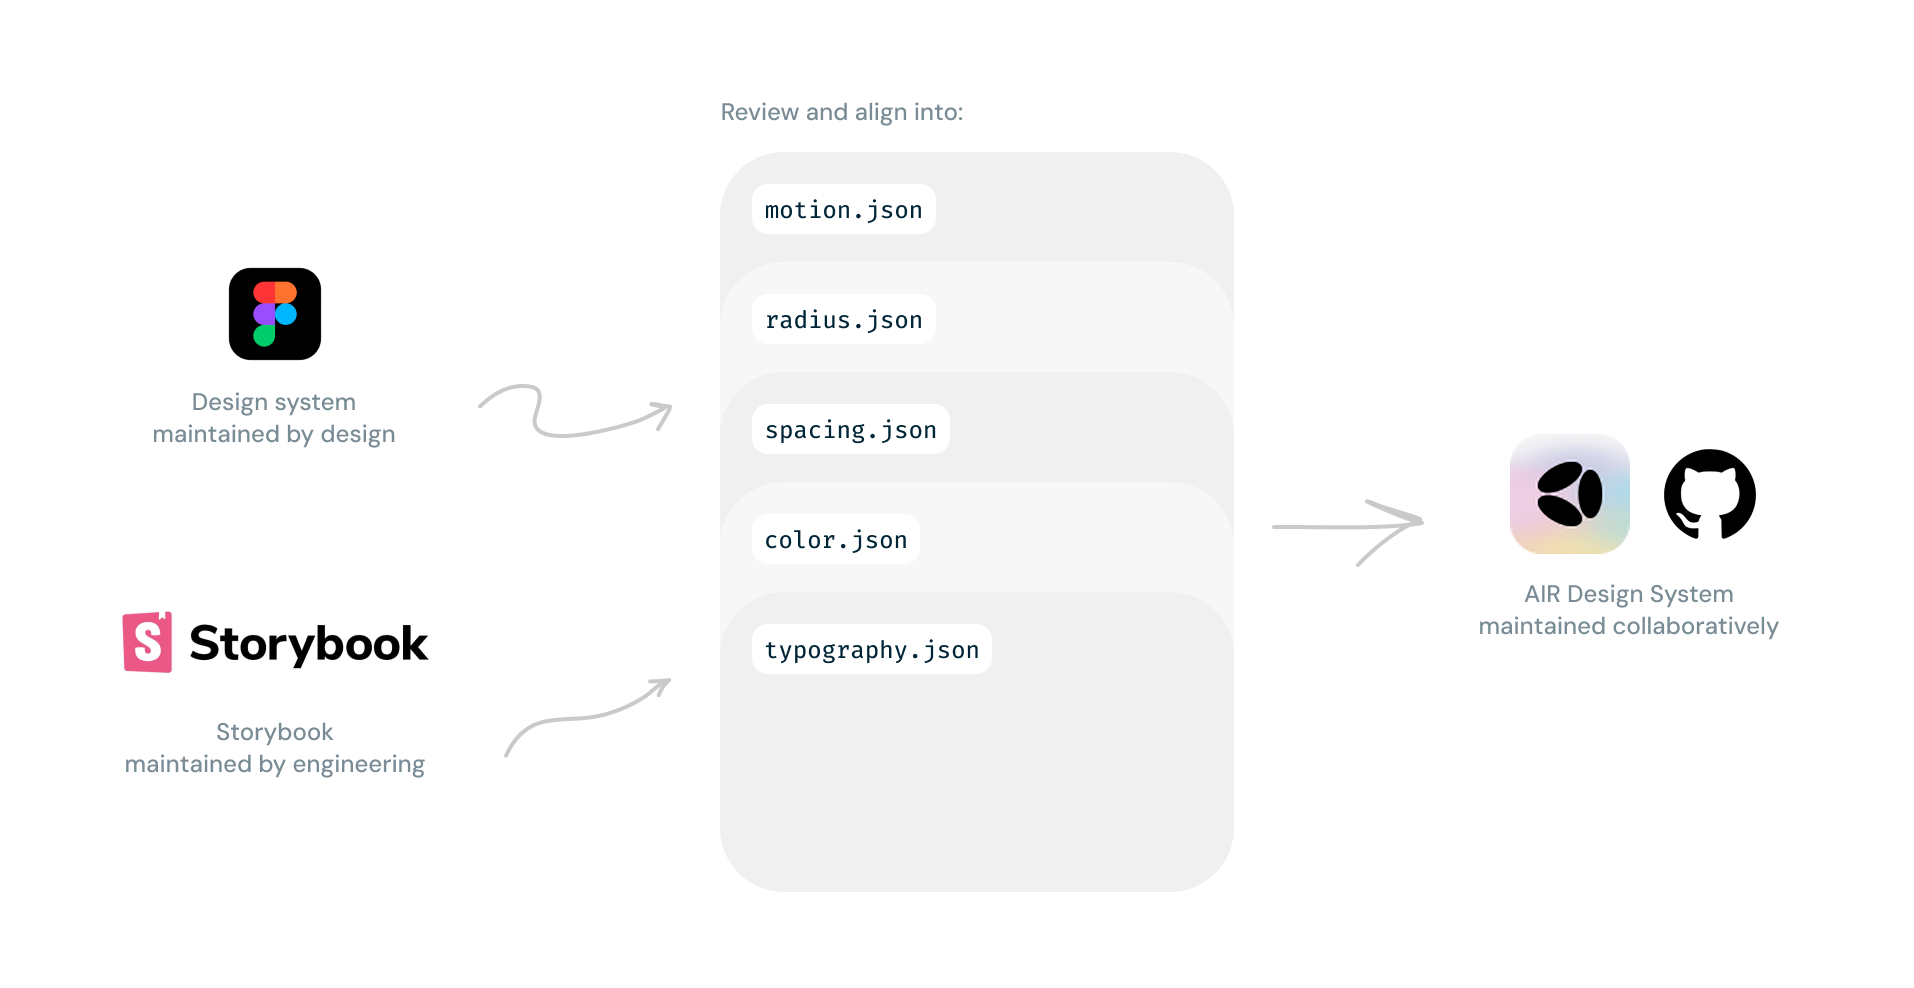 Review and align into:
motion.json
radius.json
spacing.json
color.json
typography.json
Design system
maintained by design
Storybook
Storybook
maintained by engineering
AIR Design System
maintained collaboratively